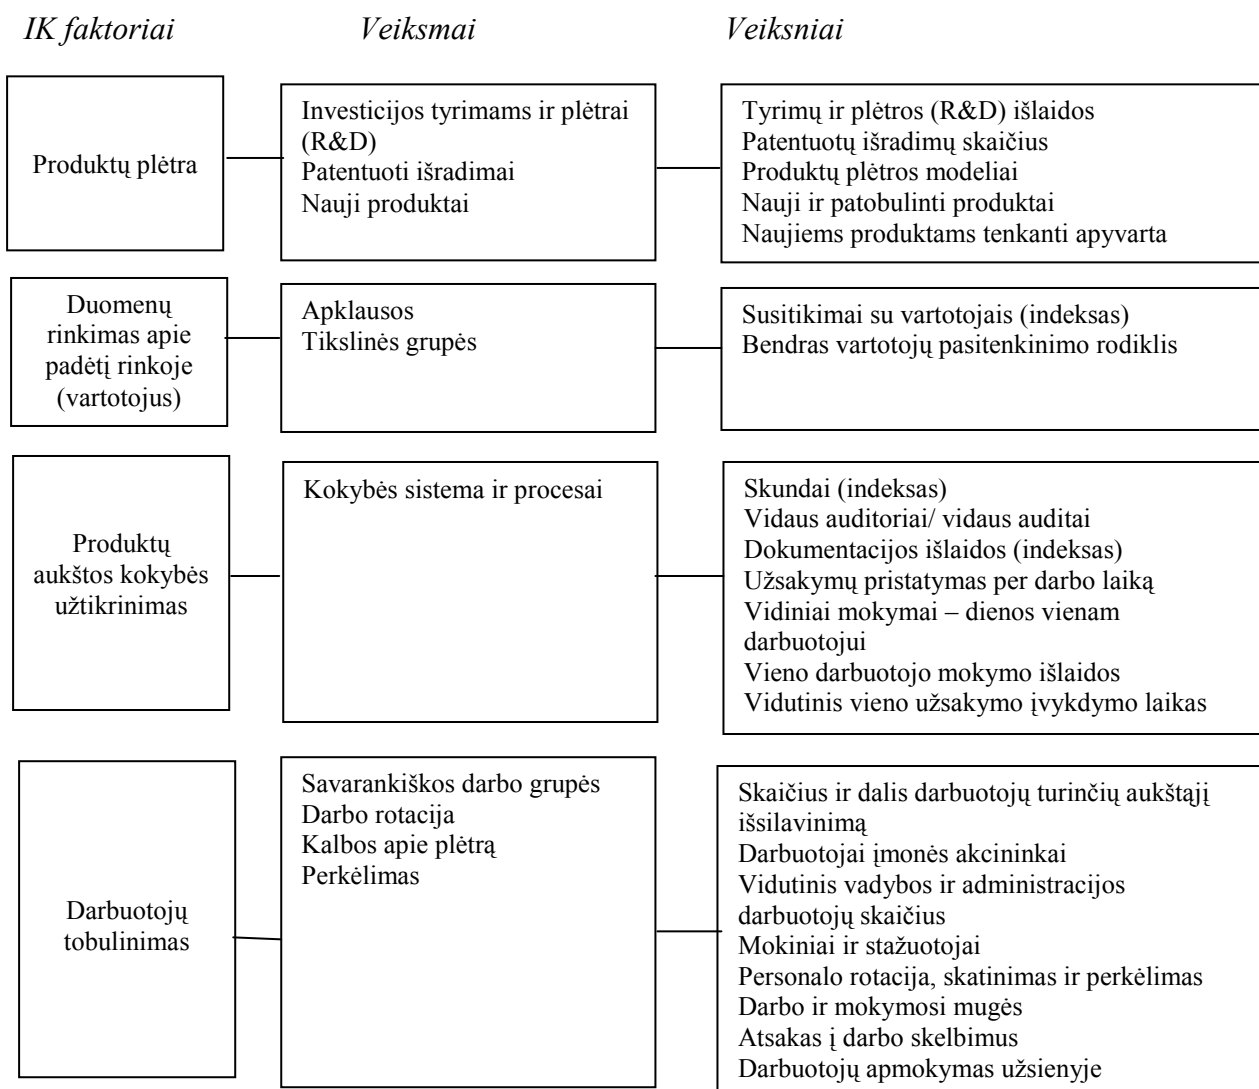 IK faktoriai
Veiksmai
Veiksniai
Produktų plėtra
Investicijos tyrimams ir plėtrai
(R&D)
Patentuoti išradimai
Nauji produktai
Tyrimų ir plėtros (R&D) išlaidos
Patentuotų išradimų skaičius
Produktų plėtros modeliai
Nauji ir patobulinti produktai
Naujiems produktams tenkanti apyvarta
Duomenų
rinkimas apie
padėtį rinkoje
(vartotojus)
Apklausos
Tikslinės grupės
Susitikimai su vartotojais (indeksas)
Bendras vartotojų pasitenkinimo rodiklis
Produktų
aukštos kokybės
užtikrinimas
Kokybės sistema ir procesai
Skundai (indeksas)
Vidaus auditoriai/ vidaus auditai
Dokumentacijos išlaidos (indeksas)
Užsakymų pristatymas per darbo laiką
Vidiniai mokymai – dienos vienam
darbuotojui
Vieno darbuotojo mokymo išlaidos
Vidutinis vieno užsakymo įvykdymo laikas
Darbuotojų
tobulinimas
Savarankiškos darbo grupės
Darbo rotacija
Kalbos apie plėtrą
Perkėlimas
Skaičius ir dalis darbuotojų turinčių aukštąjį
išsilavinimą
Darbuotojai įmonės akcininkai
Vidutinis vadybos ir administracijos
darbuotojų skaičius
Mokiniai ir stažuotojai
Personalo rotacija, skatinimas ir perkėlimas
Darbo ir mokymosi mugės
Atsakas į darbo skelbimus
Darbuotojų apmokymas užsienyje